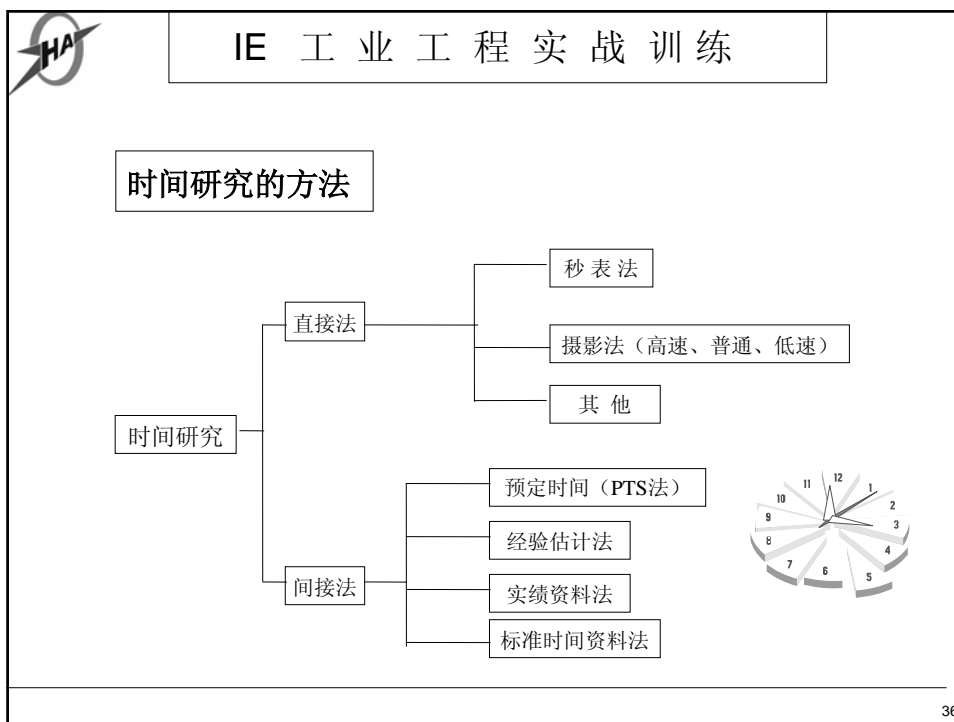 HA
IE 工 业 工 程 实 战 训 练
时间研究的方法
秒 表 法
直接法
摄影法（高速、普通、低速）
其 他
时间研究
预定时间（PTS法）
经验估计法
间接法
实绩资料法
标准时间资料法
12
1
2
3
4
5
6
7
8
9
10
11
36